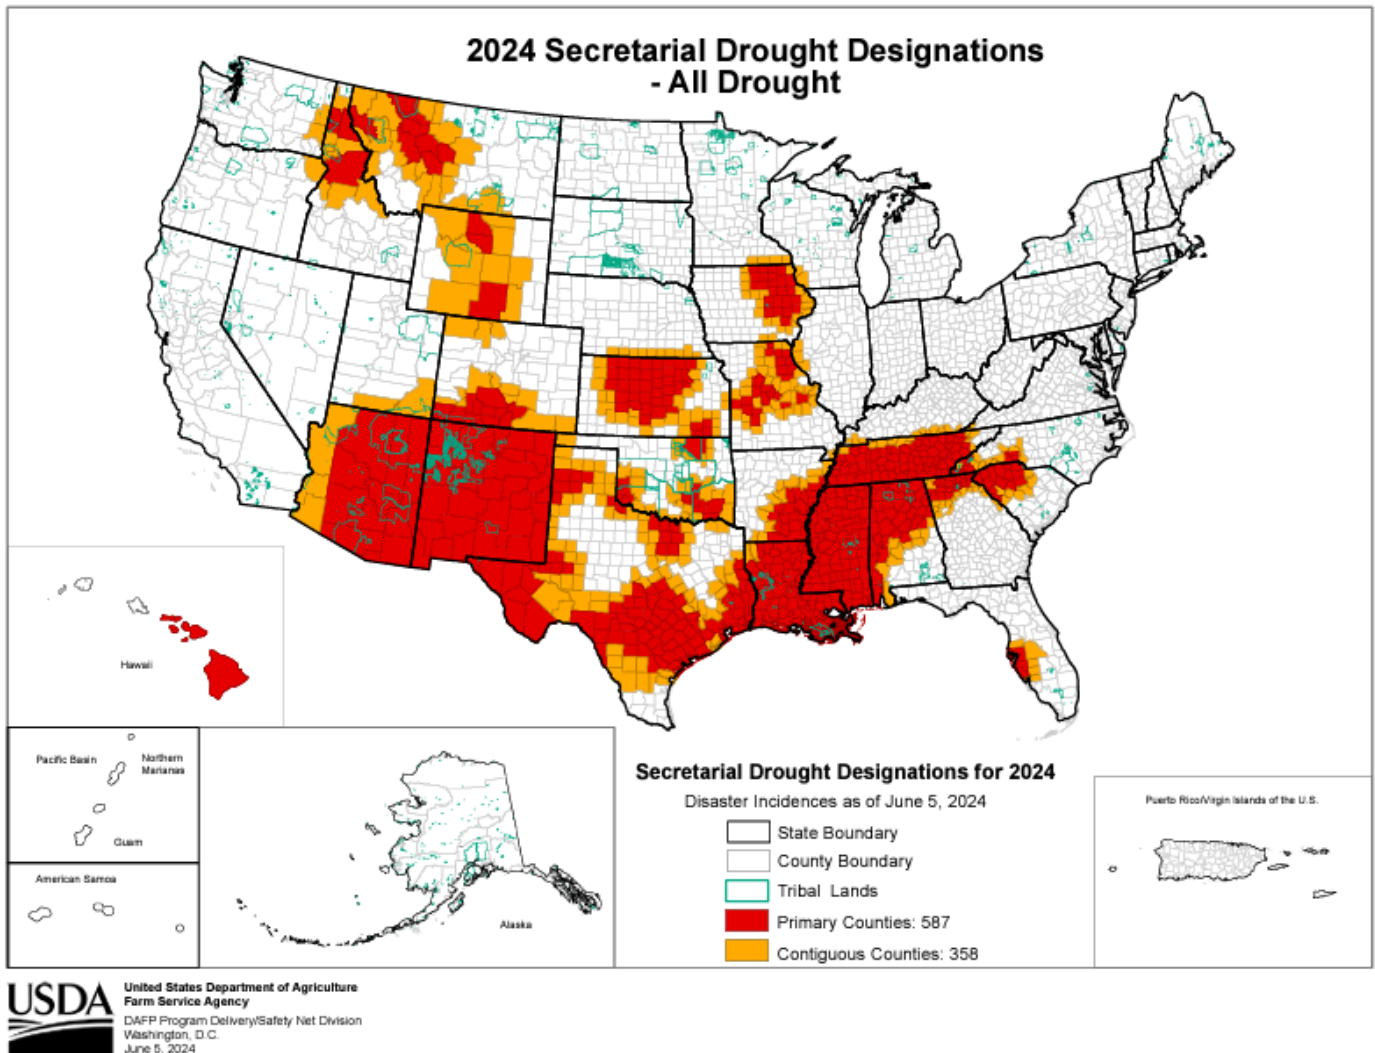 2024 Secretarial Drought Designations
- All Drought
Hawaii
Pacific Basin
Northern
Marianas
Guam
American Samoa
Alaska
Secretarial Drought Designations for 2024
Disaster Incidences as of June 5, 2024
State Boundary
County Boundary
Tribal Lands
Primary Counties: 587
Contiguous Counties: 358
Puerto Rico/Virgin Islands of the U.S.
USDA
United States Department of Agriculture
Farm Service Agency
DAFP Program Delivery/Safety Net Division
Washington, D.C.
June 5, 2024